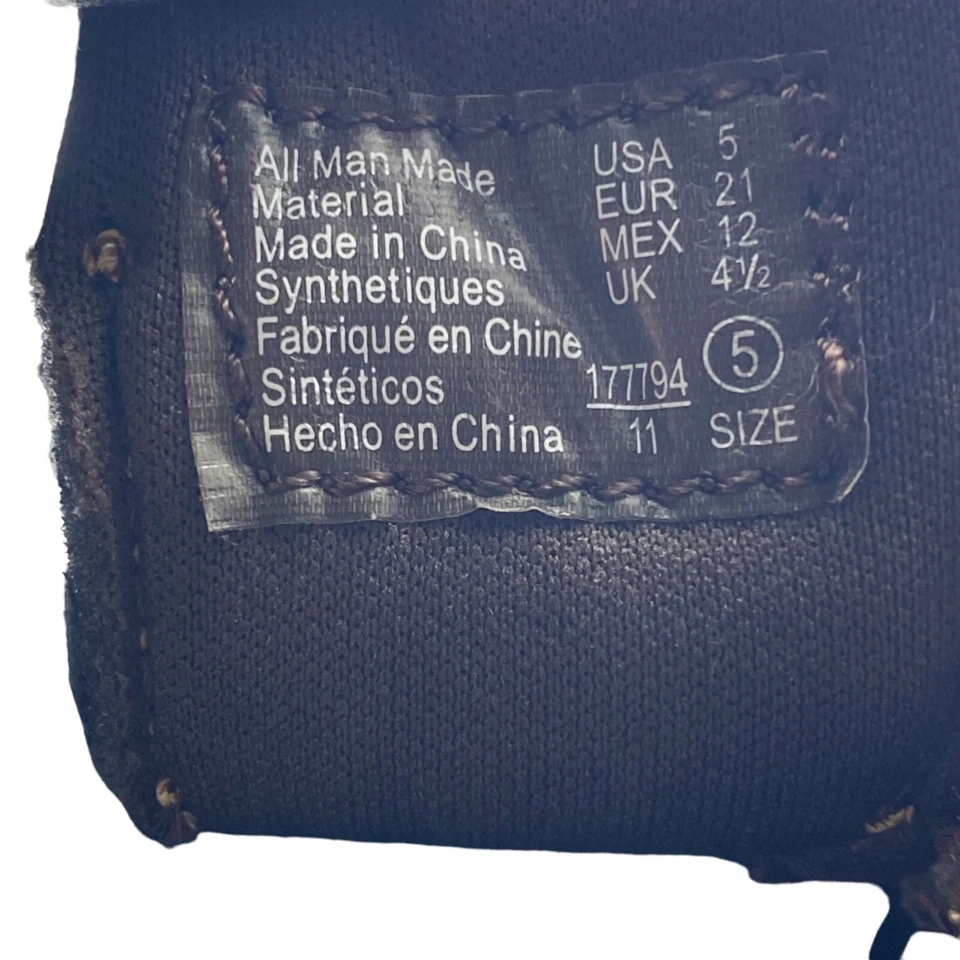 All Man Made
Material
Made in China
Synthetiques
Fabriqué en Chine
Sintéticos
Hecho en China
USA 5
EUR 21
MEX 12
UK 4½
177794
11
5
SIZE